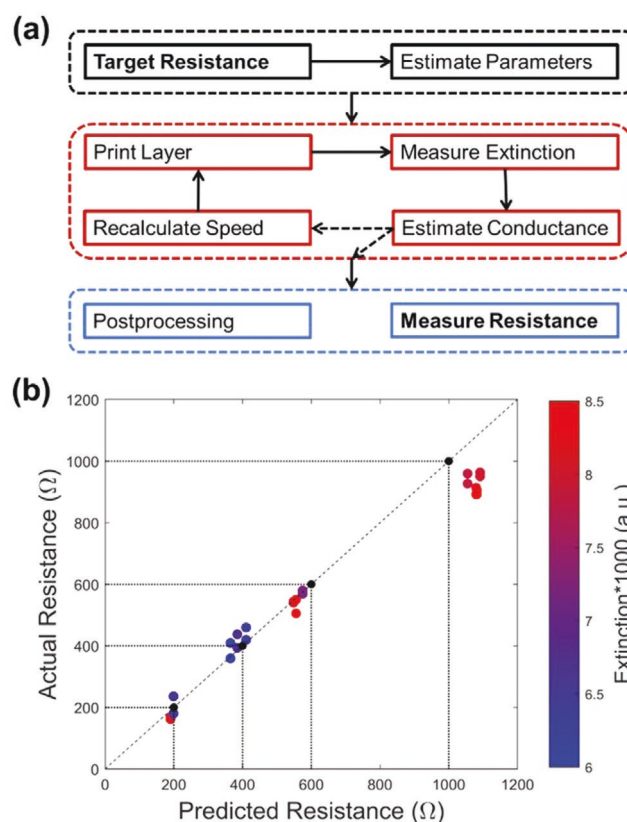 (a)
Target Resistance
Estimate Parameters
Print Layer
Measure Extinction
Recalculate Speed
Estimate Conductance
Postprocessing
Measure Resistance
(b)
Actual Resistance (Ω)
1200
1000
800
600
400
200
0
0 200 400 600 800 1000 1200
Predicted Resistance (Ω)
8.5
8
7.5
7
6.5
6
Extinction*1000 (a.u.)